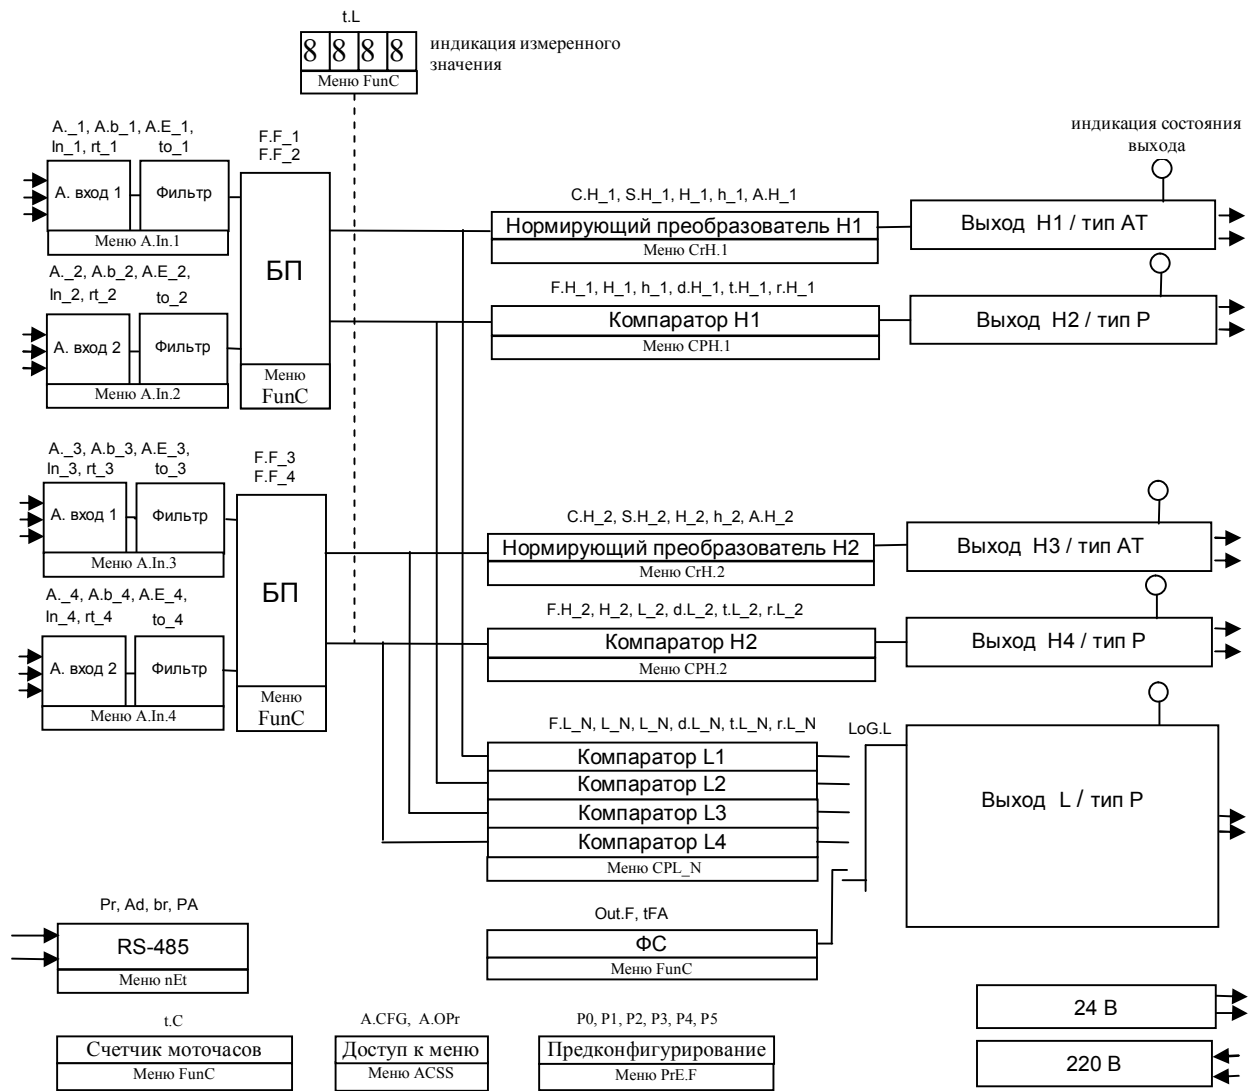 t.L
8 8 8 8
Меню FunC
индикация измеренного
значения
A._1, A.b_1, A.E_1,
In_1, rt_1 to_1
А. вход 1
Фильтр
Меню A.In.1
A._2, A.b_2, A.E_2,
In_2, rt_2 to_2
А. вход 2
Фильтр
Меню A.In.2
F.F_1
F.F_2
БП
Меню
FunC
индикация состояния
выхода
C.H_1, S.H_1, H_1, h_1, A.H_1
Нормирующий преобразователь H1
Меню CrH.1
Выход H1 / тип АТ
F.H_1, H_1, h_1, d.H_1, t.H_1, r.H_1
Компаратор H1
Меню CPH.1
Выход H2 / тип Р
A._3, A.b_3, A.E_3,
In_3, rt_3 to_3
А. вход 1
Фильтр
Меню A.In.3
A._4, A.b_4, A.E_4,
In_4, rt_4 to_4
А. вход 2
Фильтр
Меню A.In.4
F.F_3
F.F_4
БП
Меню
FunC
C.H_2, S.H_2, H_2, h_2, A.H_2
Нормирующий преобразователь H2
Меню CrH.2
Выход H3 / тип АТ
F.H_2, H_2, L_2, d.L_2, t.L_2, r.L_2
Компаратор H2
Меню CPH.2
Выход H4 / тип Р
F.L_N, L_N, L_N, d.L_N, t.L_N, r.L_N
Компаратор L1
Компаратор L2
Компаратор L3
Компаратор L4
Меню CPL_N
LoG.L
Выход L / тип Р
Out.F, tFA
ФС
Меню FunC
Pr, Ad, br, PA
RS-485
Меню nEt
t.C
Счетчик моточасов
Меню FunC
A.CFG, A.OPr
Доступ к меню
Меню ACSS
P0, P1, P2, P3, P4, P5
Предконфигурирование
Меню PrE.F
24 В
220 В